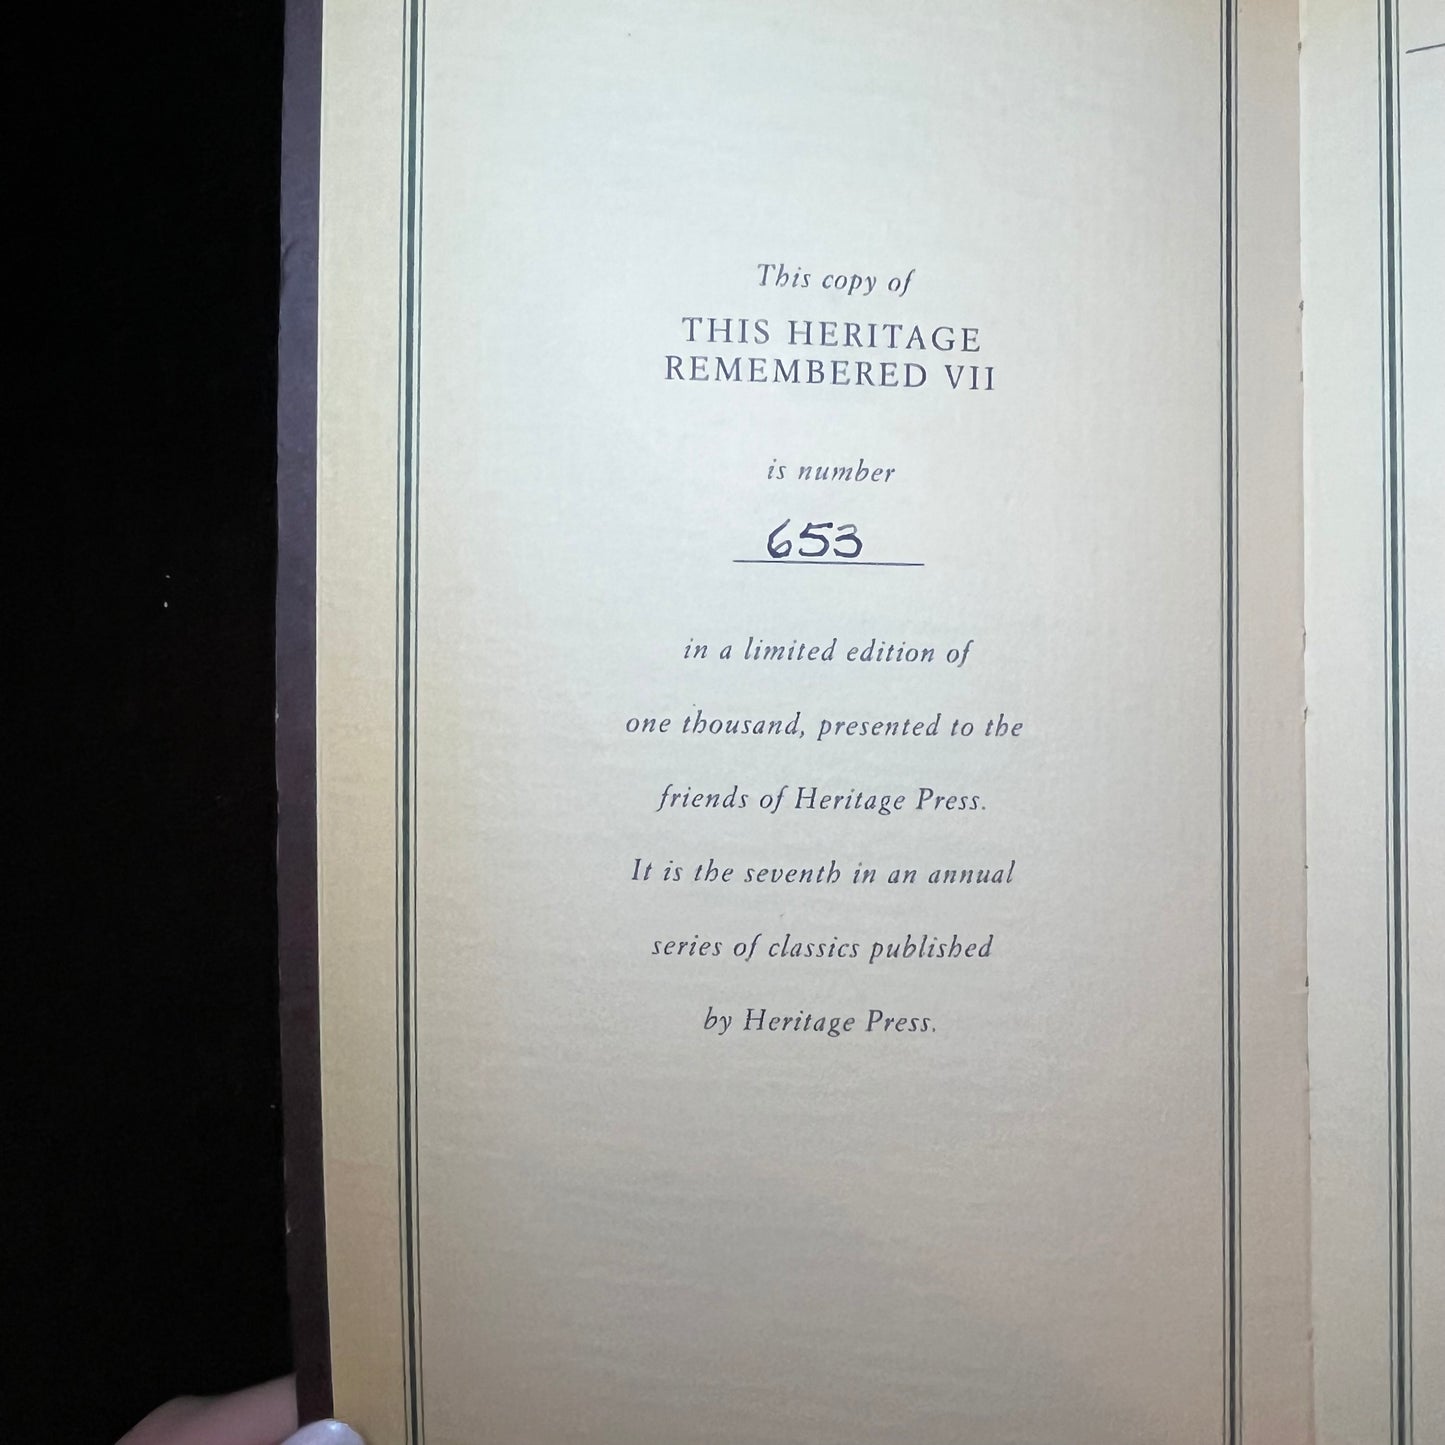 This copy of
THIS HERITAGE
REMEMBERED VII
is number
653
in a limited edition of
one thousand, presented to the
friends of Heritage Press.
It is the seventh in an annual
series of classics published
by Heritage Press.